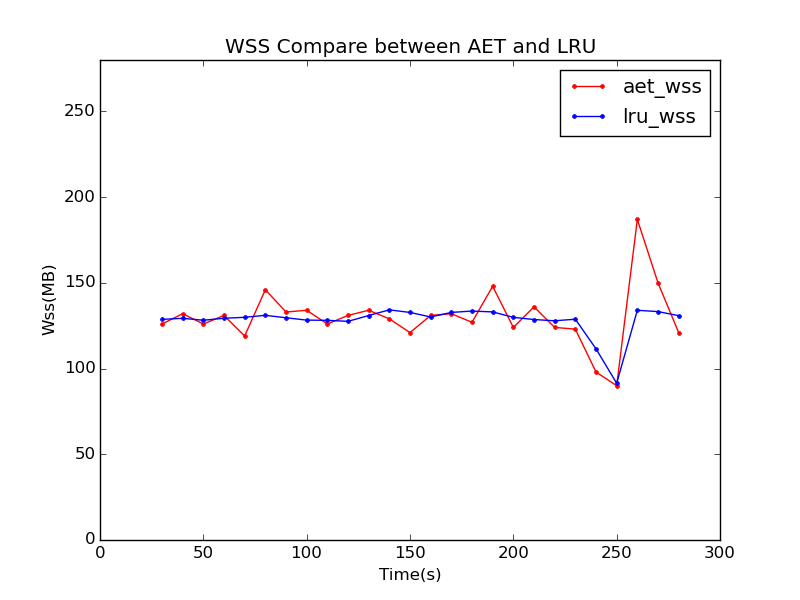 WSS Compare between AET and LRU
aet_wss
lru_wss
250
200
150
100
50
0
Wss(MB)
0 50 100 150 200 250 300
Time(s)